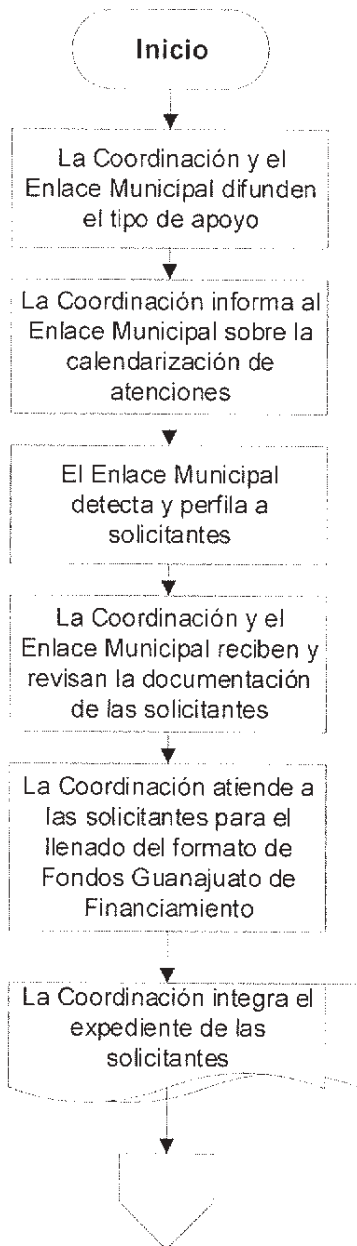 Inicio
La Coordinación y el
Enlace Municipal difunden
el tipo de apoyo
La Coordinación informa al
Enlace Municipal sobre la
calendarización de
atenciones
El Enlace Municipal
detecta y perfila a
solicitantes
La Coordinación y el
Enlace Municipal reciben y
revisan la documentación
de las solicitantes
La Coordinación atiende a
las solicitantes para el
llenado del formato de
Fondos Guanajuato de
Financiamiento
La Coordinación integra el
expediente de las
solicitantes